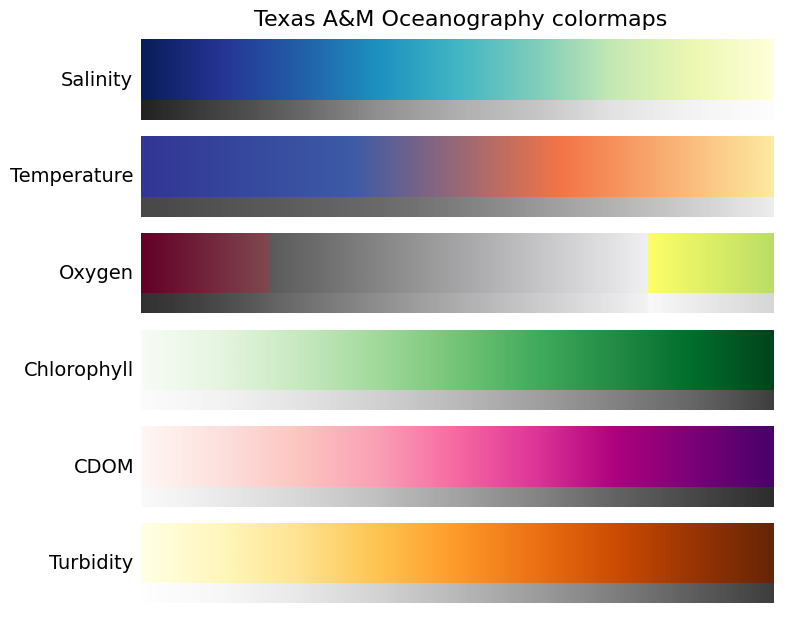 Texas A&M Oceanography colormaps
Salinity
Temperature
Oxygen
Chlorophyll
CDOM
Turbidity